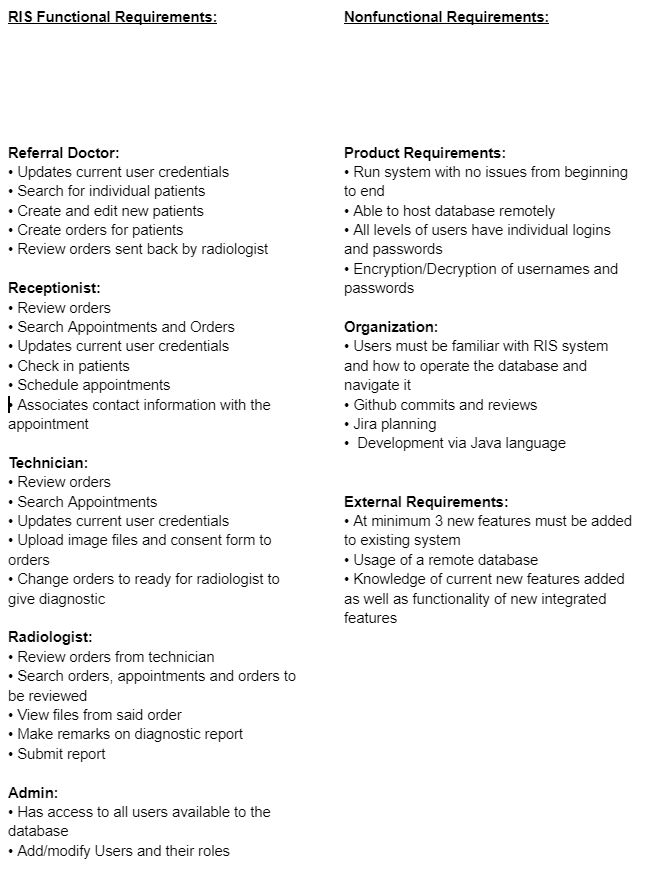 RIS Functional Requirements:
Referral Doctor:
• Updates current user credentials
• Search for individual patients
• Create and edit new patients
• Create orders for patients
• Review orders sent back by radiologist
Receptionist:
• Review orders
• Search Appointments and Orders
• Updates current user credentials
• Check in patients
• Schedule appointments
• Associates contact information with the
appointment
Technician:
• Review orders
• Search Appointments
• Updates current user credentials
• Upload image files and consent form to
orders
• Change orders to ready for radiologist to
give diagnostic
Radiologist:
• Review orders from technician
• Search orders, appointments and orders to
be reviewed
• View files from said order
• Make remarks on diagnostic report
• Submit report
Admin:
• Has access to all users available to the
database
• Add/modify Users and their roles
Nonfunctional Requirements:
Product Requirements:
• Run system with no issues from beginning
to end
• Able to host database remotely
• All levels of users have individual logins
and passwords
• Encryption/Decryption of usernames and
passwords
Organization:
• Users must be familiar with RIS system
and how to operate the database and
navigate it
• Github commits and reviews
• Jira planning
• Development via Java language
External Requirements:
• At minimum 3 new features must be added
to existing system
• Usage of a remote database
• Knowledge of current new features added
as well as functionality of new integrated
features